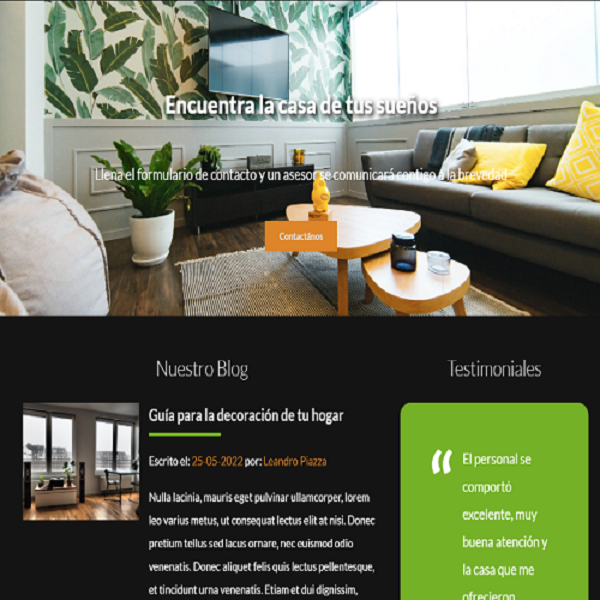 Encuentra la casa de tus sueños
Llena el formulario de contacto y un asesor se comunicará contigo a la brevedad
Contactános
Nuestro Blog
Guía para la decoración de tu hogar
Escrito el: 25-05-2022 por: Leandro Piazza
Nulla lacinia, mauris eget pulvinar ullamcorper, lorem
leo varius metus, ut consequat lectus elit at nisi. Donec
pretium tellus sed lacus ornare, nec euismod odio
venenatis. Donec aliquet felis quis lectus pellentesque,
et tincidunt urna venenatis. Etiam et dui dignissim,
Testimoniales
“ El personal se
comportó
excelente, muy
buena atención y
la casa que me
ofrecieron